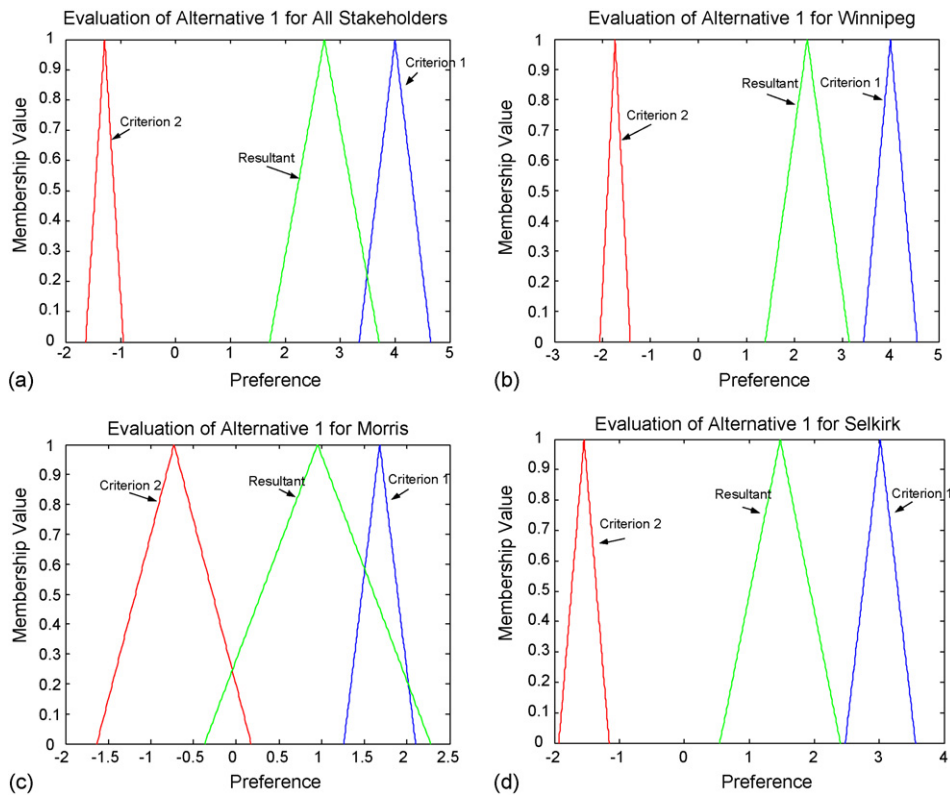 Evaluation of Alternative 1 for All Stakeholders
1
0.9
0.8
0.7
0.6
0.5
0.4
0.3
0.2
0.1
0
Membership Value
Criterion 1
Criterion 2
Resultant
-2 -1 0 1 2 3 4 5
Preference
(a)
Evaluation of Alternative 1 for Winnipeg
1
0.9
0.8
0.7
0.6
0.5
0.4
0.3
0.2
0.1
0
Membership Value
Resultant
Criterion 1
Criterion 2
-3 -2 -1 0 1 2 3 4 5
Preference
(b)
Evaluation of Alternative 1 for Morris
1
0.9
0.8
0.7
0.6
0.5
0.4
0.3
0.2
0.1
0
Membership Value
Criterion 2
Resultant
Criterion 1
-2 -1.5 -1 -0.5 0 0.5 1 1.5 2 2.5
Preference
(c)
Evaluation of Alternative 1 for Selkirk
1
0.9
0.8
0.7
0.6
0.5
0.4
0.3
0.2
0.1
0
Membership Value
Resultant
Criterion 1
Criterion 2
-2 -1 0 1 2 3 4
Preference
(d)